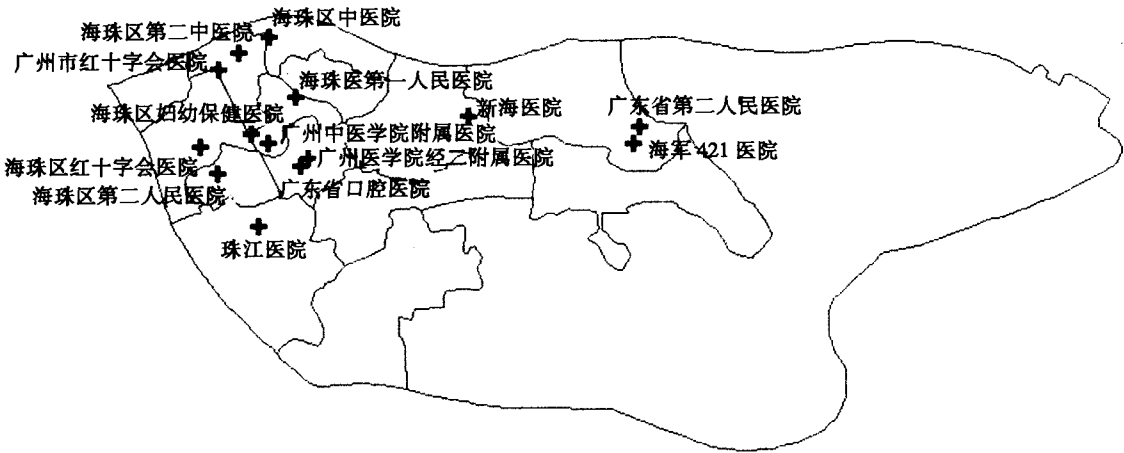 海珠区中医院
海珠区第二中医院
广州市红十字会医院
海珠医第一人民医院
新海医院
广东省第二人民医院
海珠区妇幼保健医院
广州中医学院附属医院
海军 421 医院
广州医学院经二附属医院
海珠区红十字会医院
广东省口腔医院
海珠区第二人民医院
珠江医院